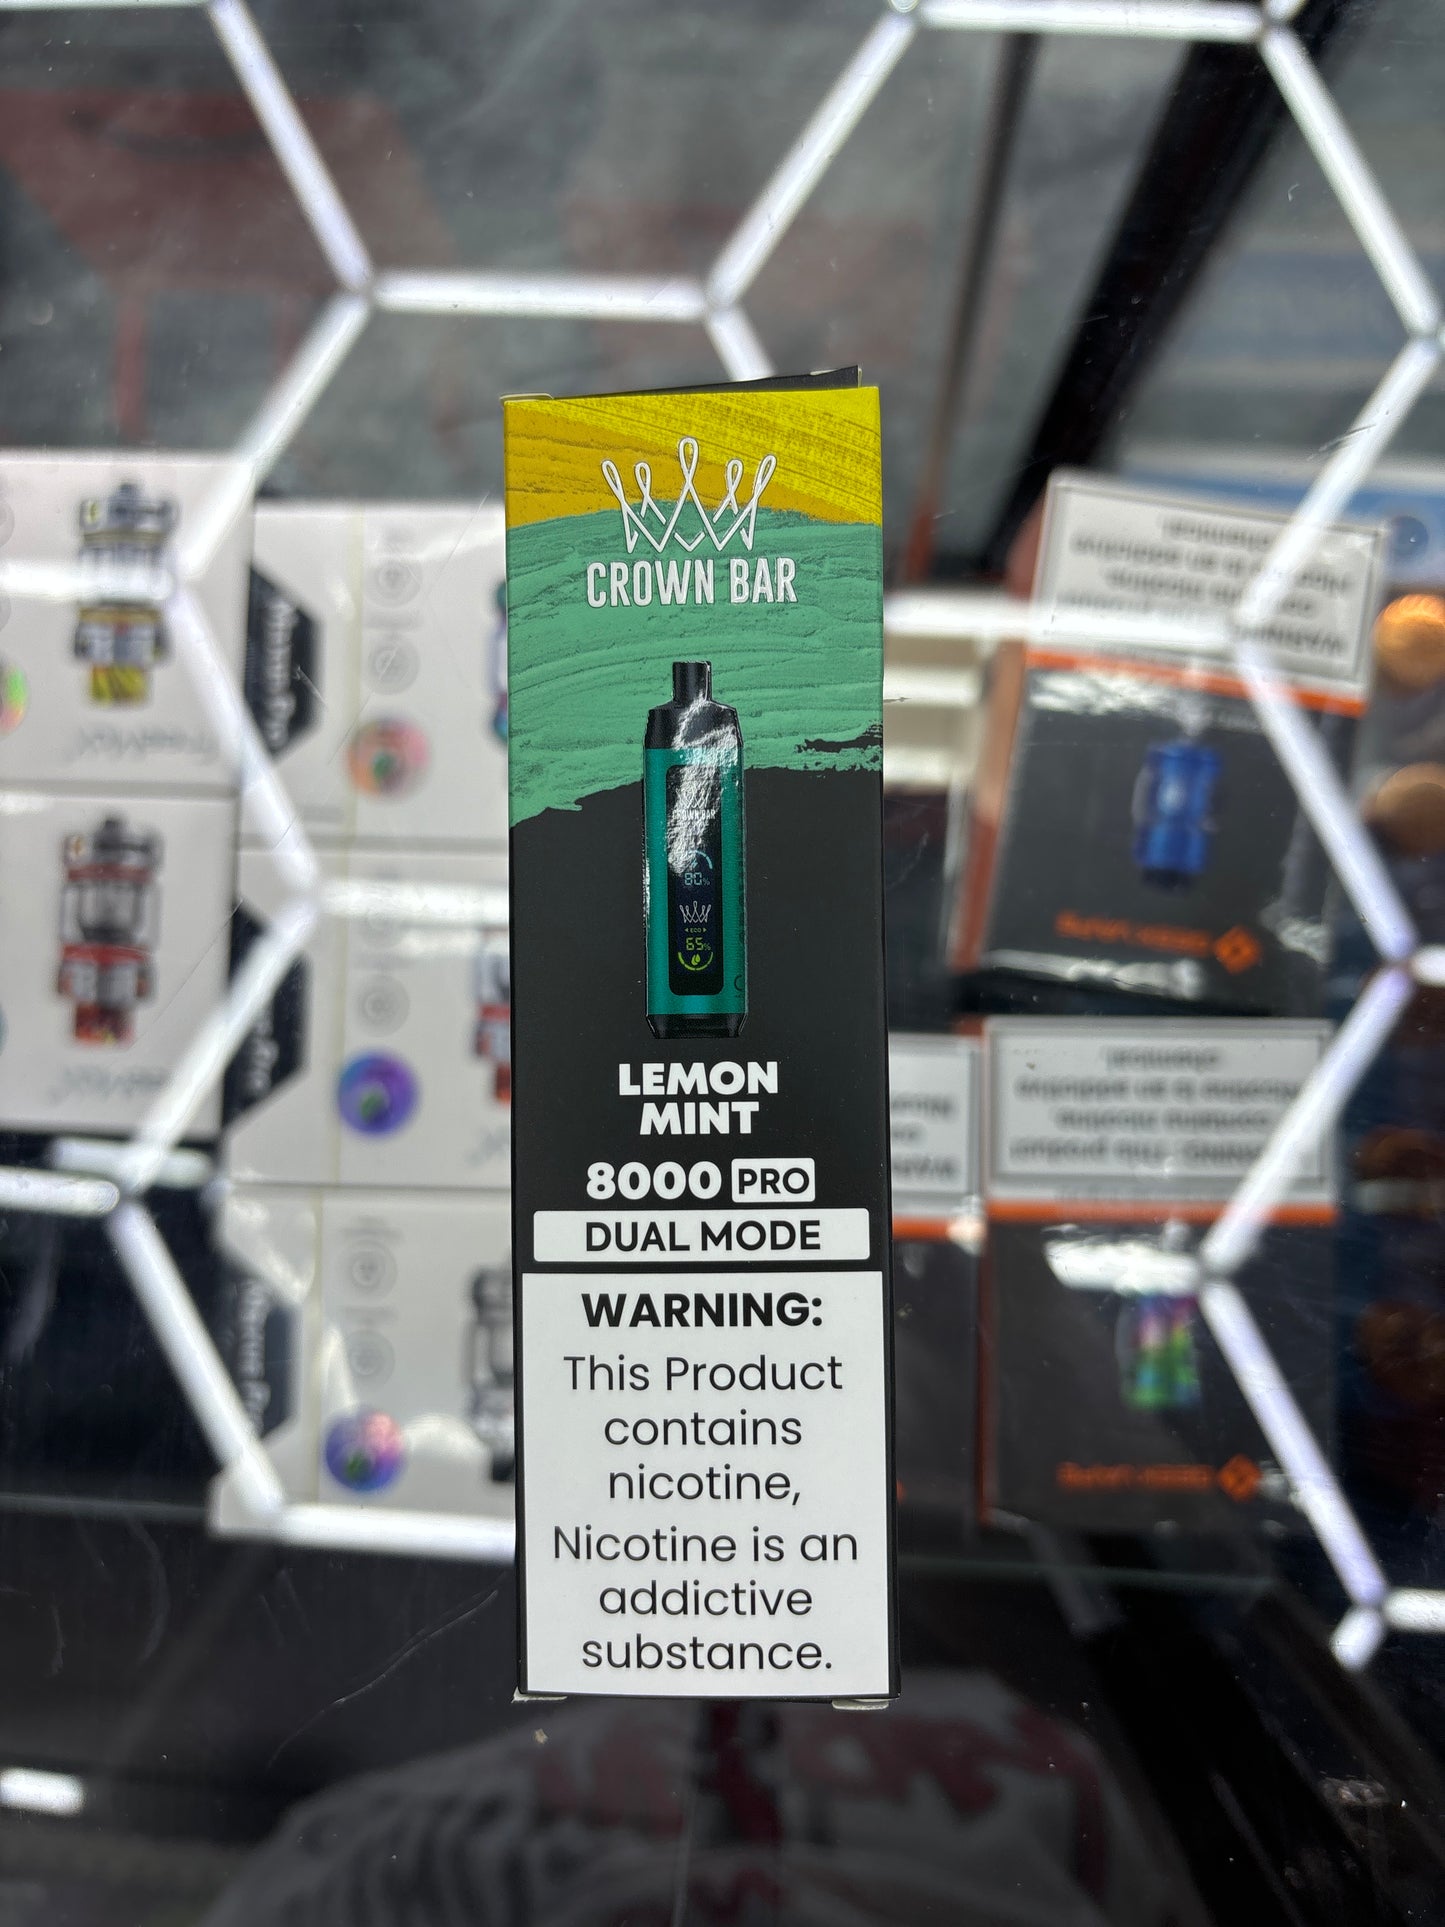 CROWN BAR
CROWN BAR
80%
ECO
65%
LEMON
MINT
8000 PRO
DUAL MODE
WARNING:
This Product
contains
nicotine,
Nicotine is an
addictive
substance.